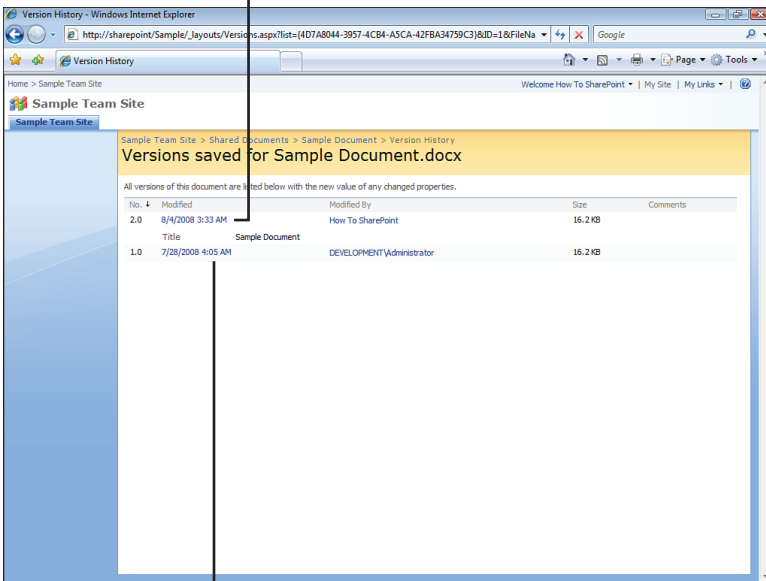 Version History - Windows Internet Explorer
http://sharepoint/Sample/_layouts/Versions.aspx?list={4D7A8044-3957-4CB4-A5CA-42FBA34759C3}&ID=1&FileNa Google
Version History Page Tools
Home > Sample Team Site Welcome How To SharePoint | My Site | My Links |
Sample Team Site
Sample Team Site
Sample Team Site > Shared Documents > Sample Document > Version History
Versions saved for Sample Document.docx
All versions of this document are listed below with the new value of any changed properties.
No. Modified Modified By Size Comments
2.0 8/4/2008 3:33 AM How To SharePoint 16.2 KB
Title Sample Document
1.0 7/28/2008 4:05 AM DEVELOPMENT\Administrator 16.2 KB